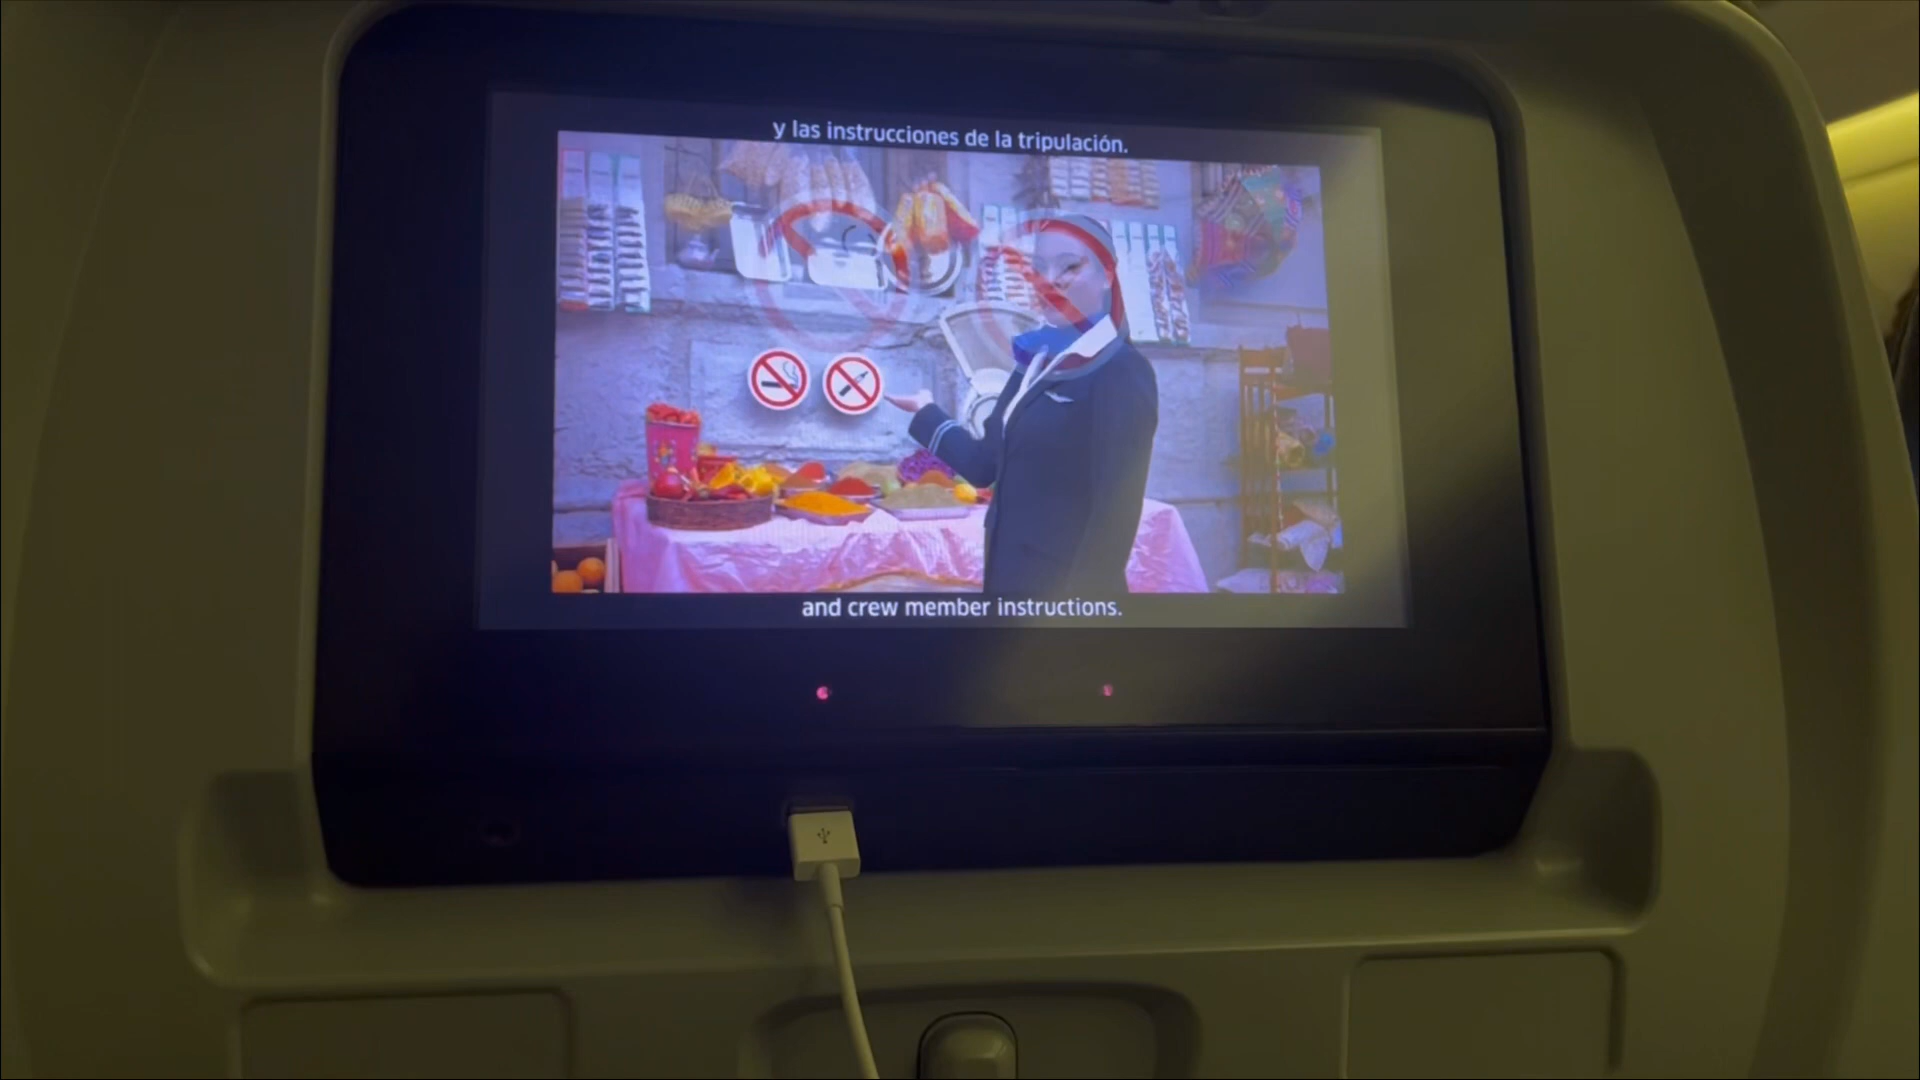 y las instrucciones de la tripulación.
and crew member instructions.